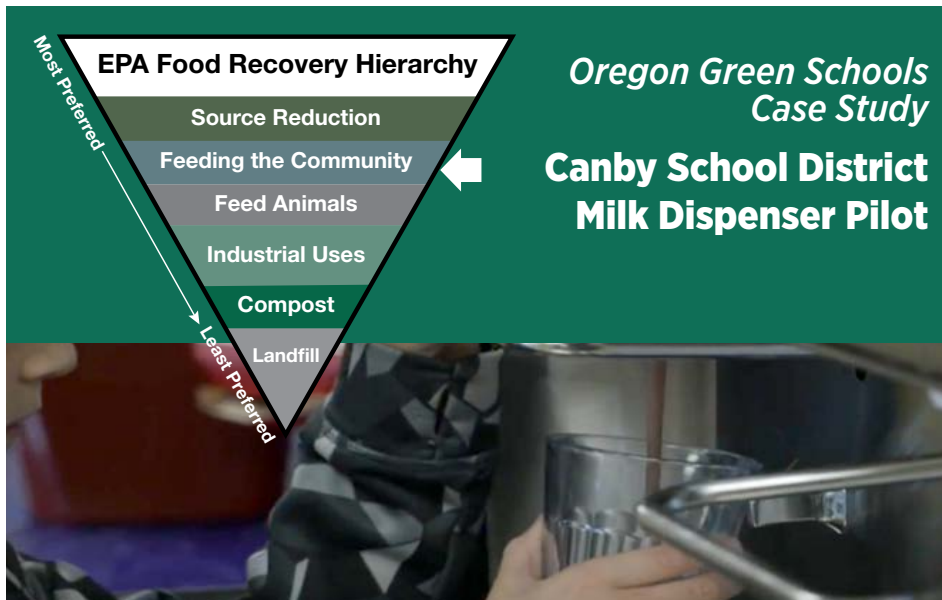 EPA Food Recovery Hierarchy
Source Reduction
Feeding the Community
Feed Animals
Industrial Uses
Compost
Landfill
Most Preferred
Least Preferred
Oregon Green Schools
Case Study
Canby School District
Milk Dispenser Pilot